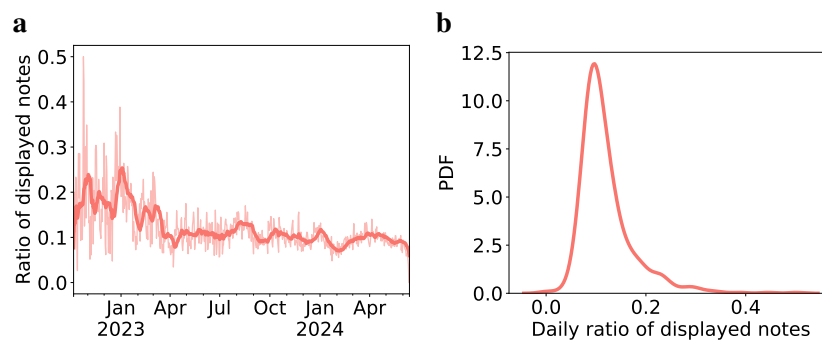 a
Ratio of displayed notes
0.5
0.4
0.3
0.2
0.1
0.0
Jan Apr Jul Oct Jan Apr
2023 2024
b
PDF
12.5
10.0
7.5
5.0
2.5
0.0
0.0 0.2 0.4
Daily ratio of displayed notes